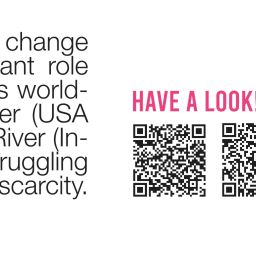 change
ant role
s world-
er (USA
River (In-
ruggling
scarcity.
HAVE A LOOK!